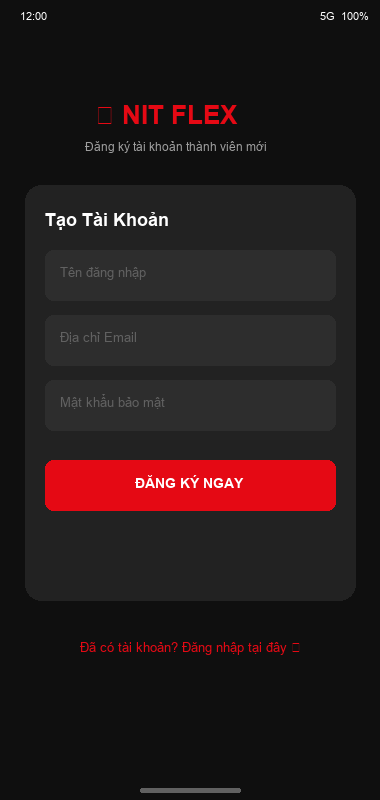 12:00 5G 100%
NIT FLEX
Đăng ký tài khoản thành viên mới
Tạo Tài Khoản
Tên đăng nhập
Địa chỉ Email
Mật khẩu bảo mật
ĐĂNG KÝ NGAY
Đã có tài khoản? Đăng nhập tại đây